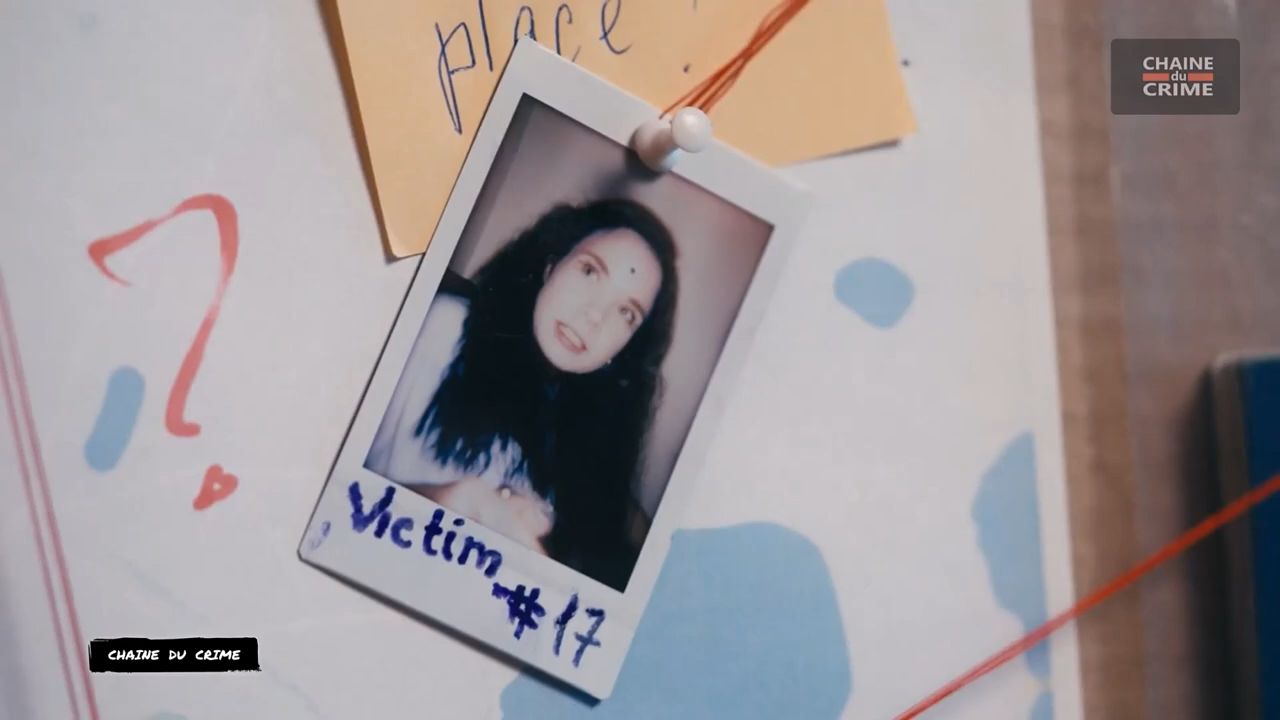 place !
CHAINE
du
CRIME
Victim
#17
CHAINE DU CRIME